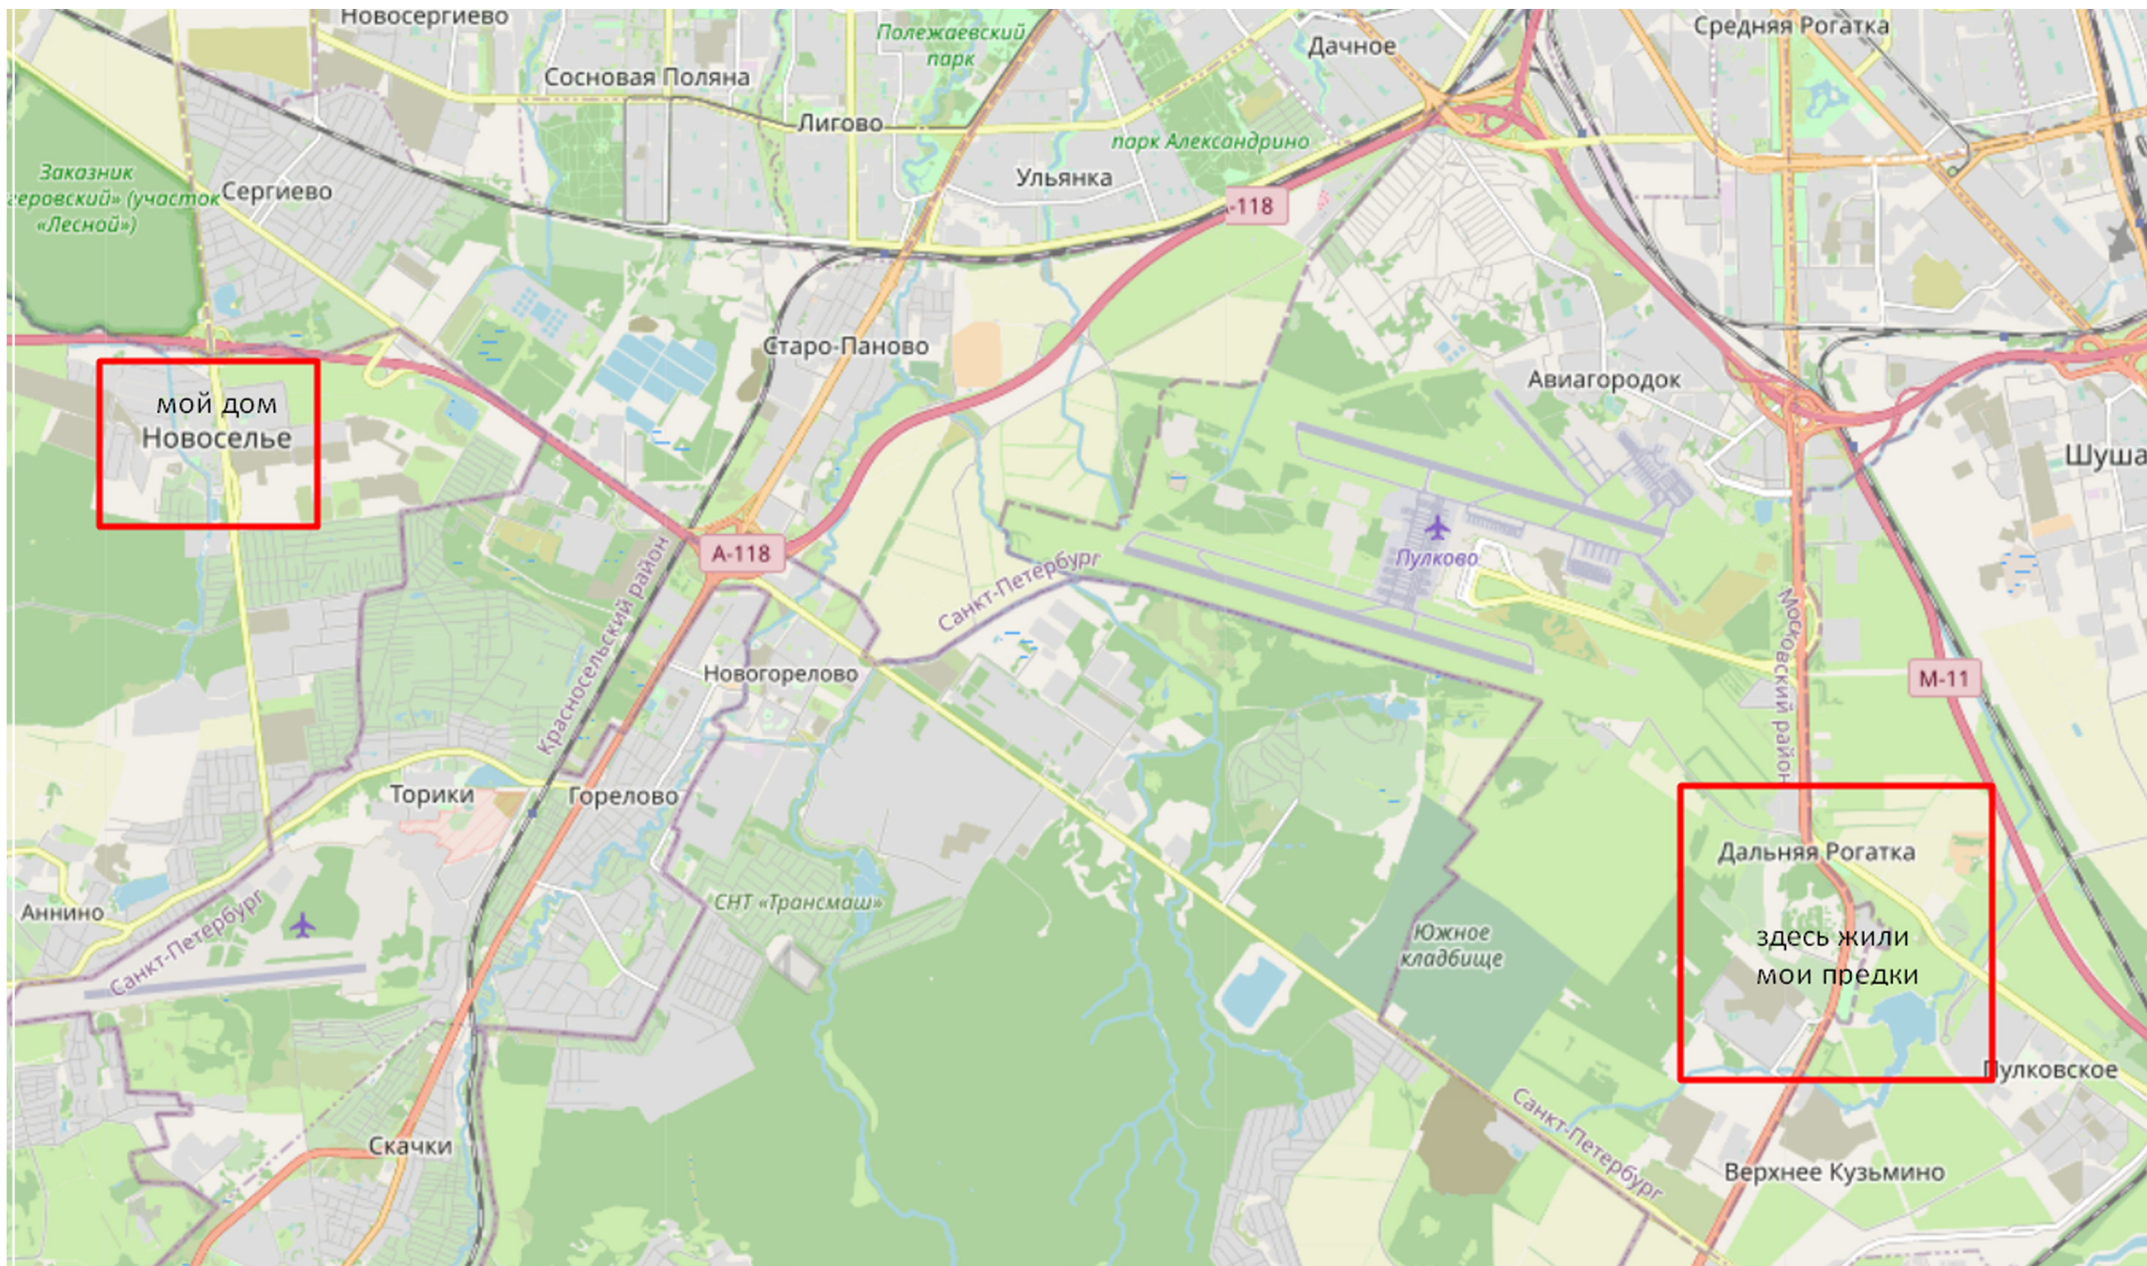 Новосергиево
Сосновая Поляна
Полежаевский
парк
Дачное
Средняя Рогатка
Лигово
парк Александрино
Ульянка
Заказник
геровский» (участок
«Лесной»)
Сергиево
-118
Старо-Паново
Авиагородок
мой дом
Новоселье
Шуша
А-118
Пулково
Санкт-Петербург
Красносельский район
Московский район
Новогорелово
М-11
Торики
Горелово
Дальняя Рогатка
СНТ «Трансмаш»
Аннино
Санкт-Петербург
Южное
кладбище
здесь жили
мои предки
Пулковское
Санкт-Петербург
Скачки
Верхнее Кузьмино